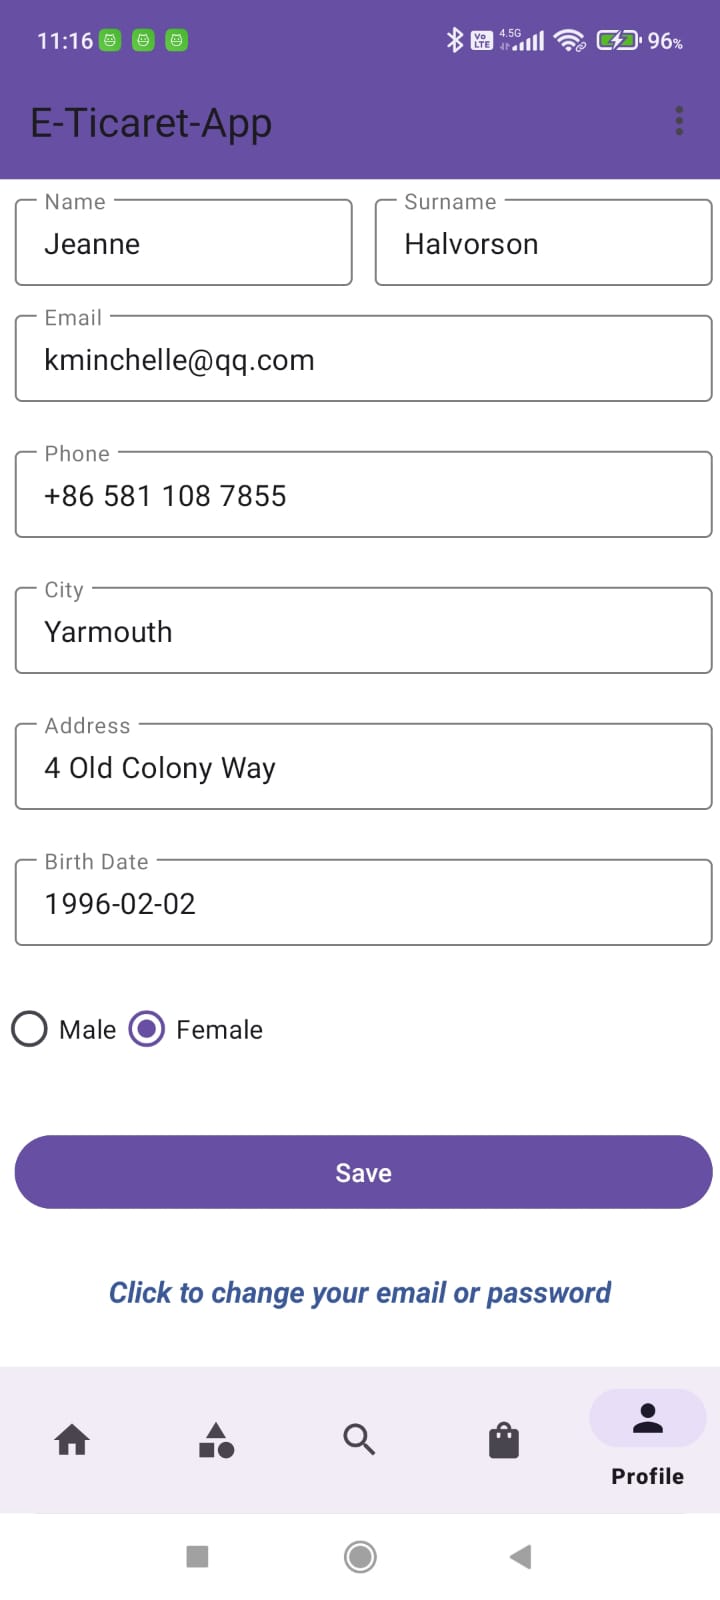 11:16 Vo LTE 4.5G 96%
E-Ticaret-App
Name Surname
Jeanne Halvorson
Email
kminchelle@qq.com
Phone
+86 581 108 7855
City
Yarmouth
Address
4 Old Colony Way
Birth Date
1996-02-02
Male Female
Save
Click to change your email or password
Profile